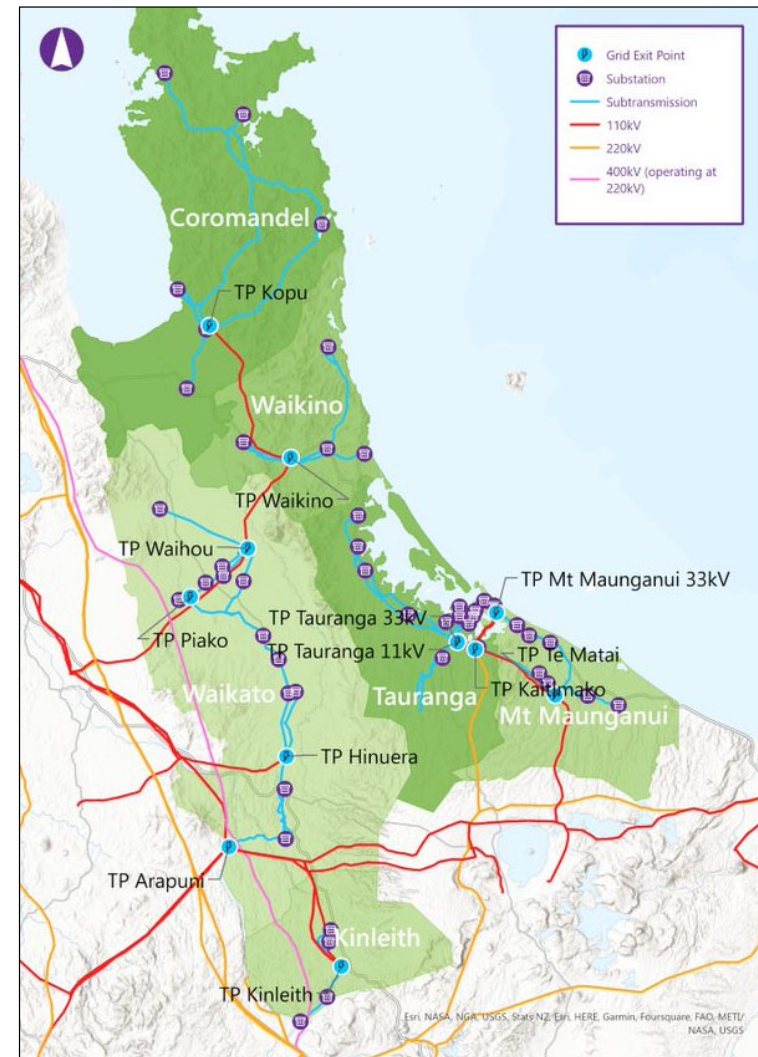 Grid Exit Point
Substation
Subtransmission
110kV
220kV
400kV (operating at
220kV)
Coromandel
TP Kopu
Waikino
TP Waikino
TP Waihou
TP Mt Maunganui 33kV
TP Tauranga 33kV
TP Piako
TP Tauranga 11kV
TP Te Matai
Waikato
Tauranga
TP Kaitimako
Mt Maunganui
TP Hinuera
TP Arapuni
Kinleith
TP Kinleith
Esri, NASA, NGA, USGS, Stats NZ, Esri, HERE, Garmin, Foursquare, FAO, METI/
NASA, USGS